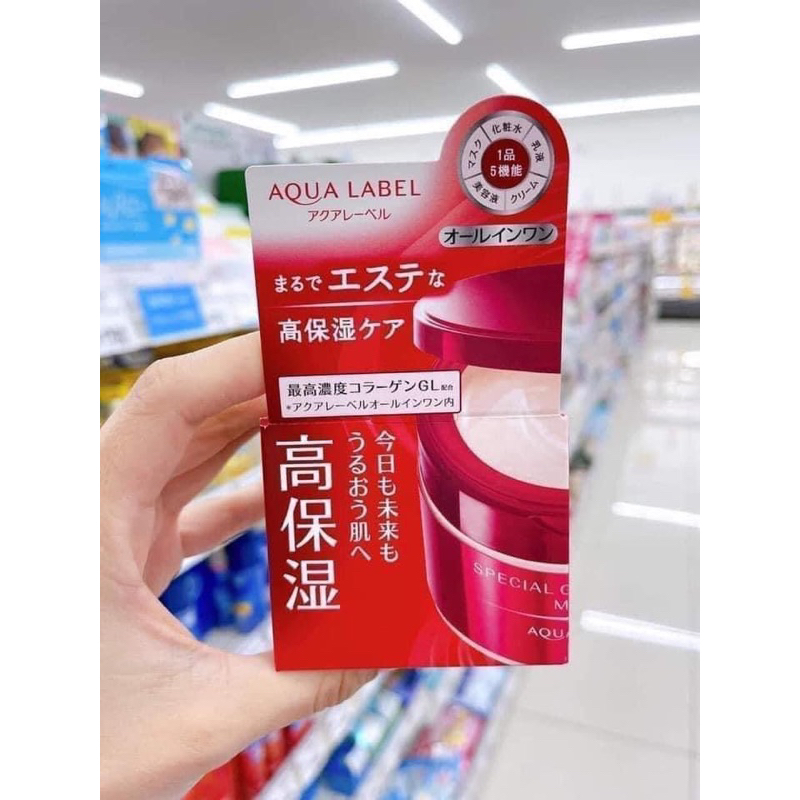 AQUA LABEL
アクアレーベル
化粧水
乳液
クリーム
美容液
マスク
1品
5機能
オールインワン
まるでエステな
高保湿ケア
最高濃度コラーゲンGL配合
*アクアレーベルオールインワン内
今日も未来も
うるおう肌へ
高保湿
SPECIAL G
M
AQUA